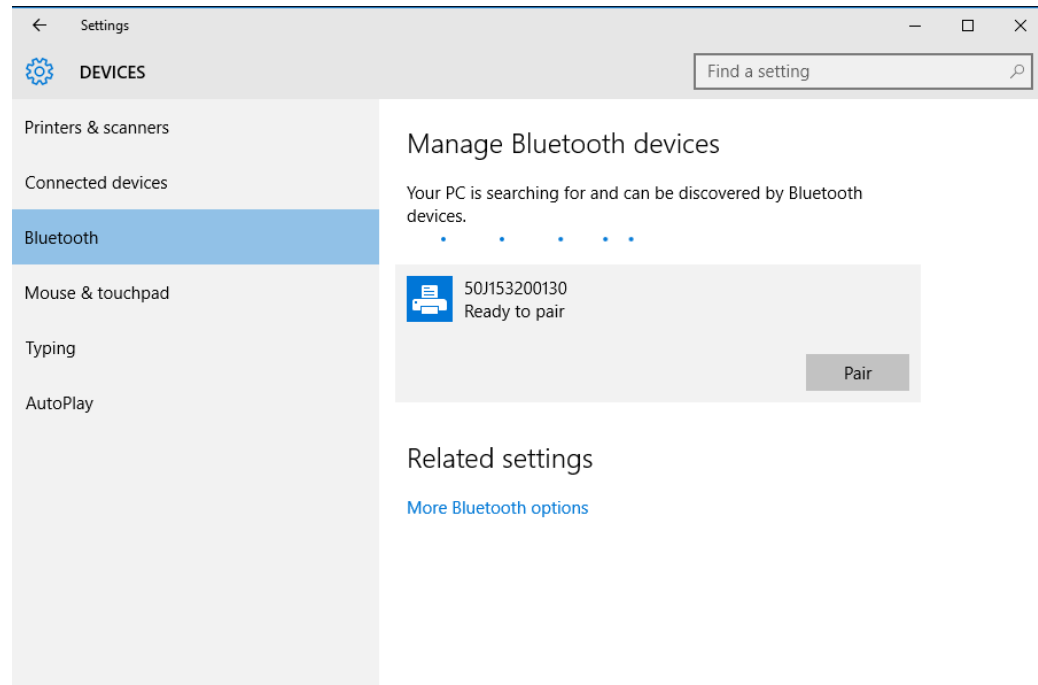 Settings
DEVICES
Find a setting
Printers & scanners
Connected devices
Bluetooth
Mouse & touchpad
Typing
AutoPlay
Manage Bluetooth devices
Your PC is searching for and can be discovered by Bluetooth
devices.
50J153200130
Ready to pair
Pair
Related settings
More Bluetooth options